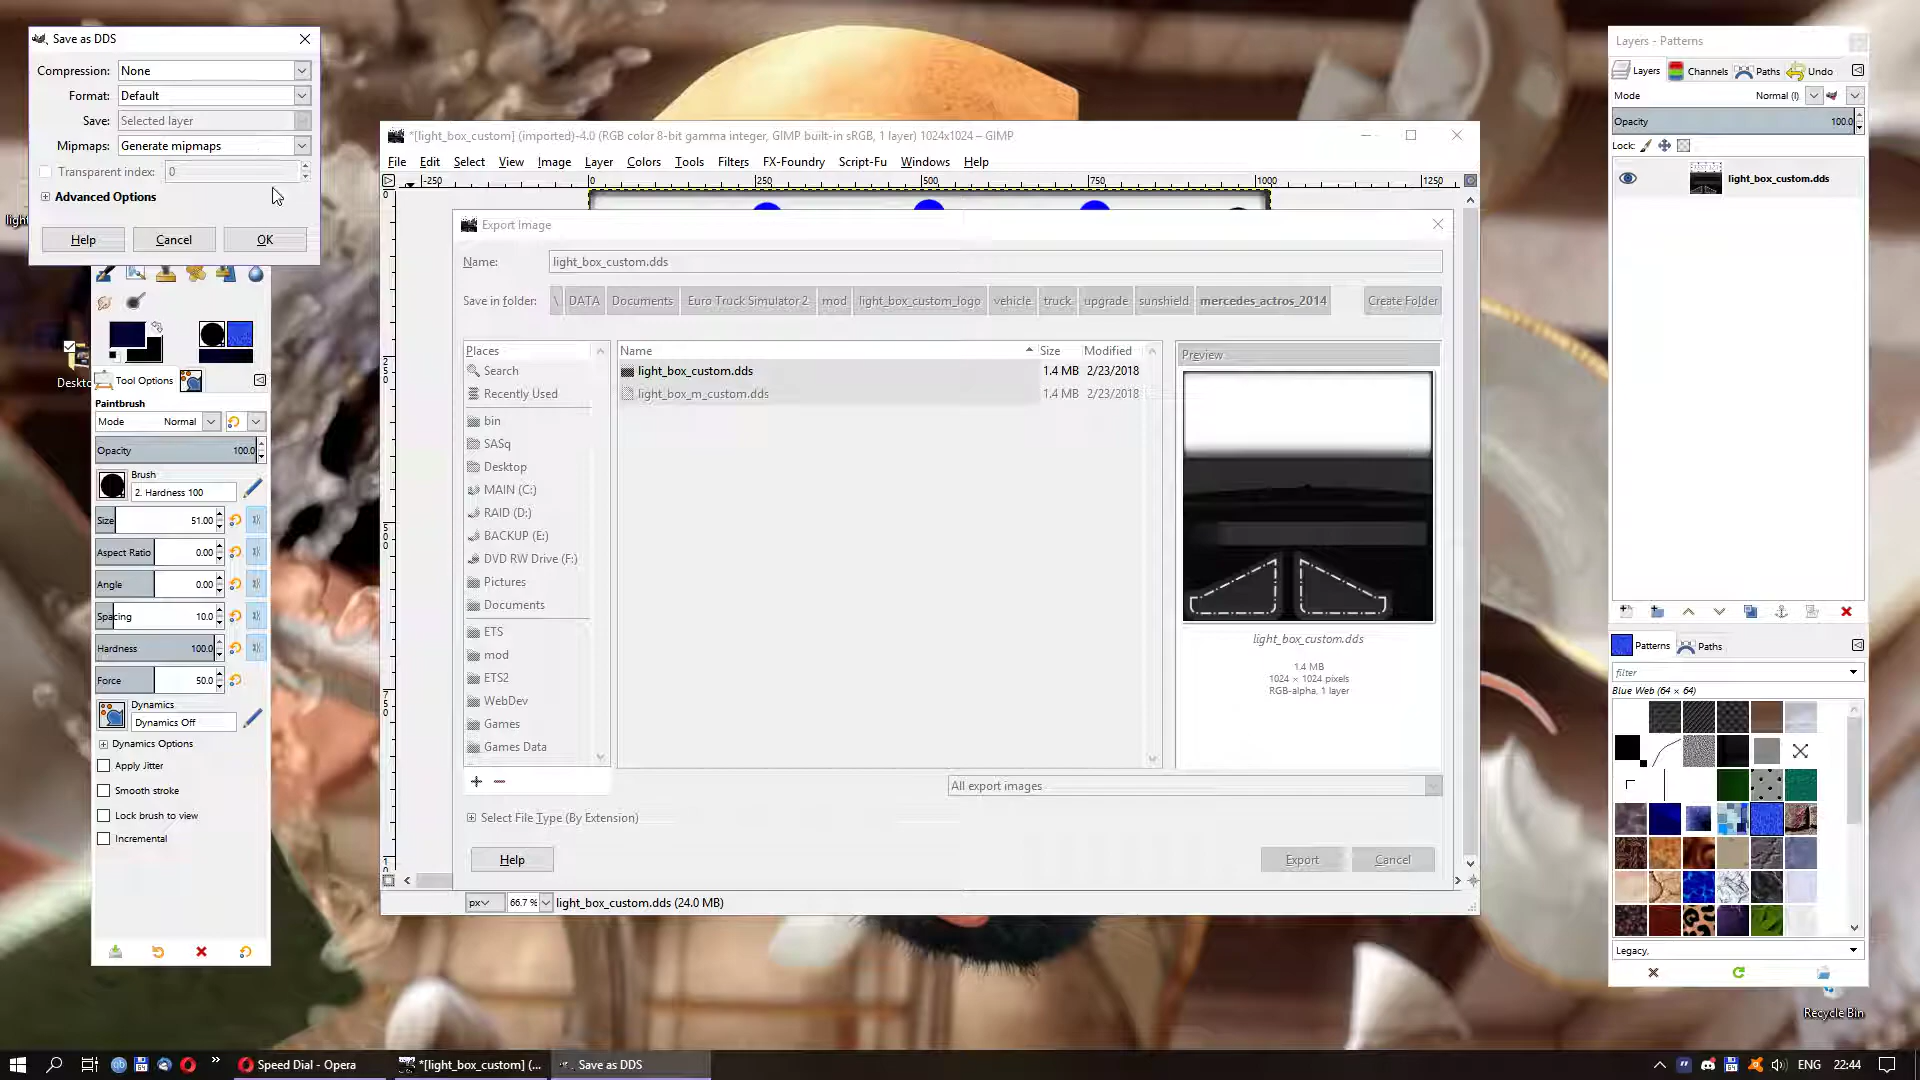 Save as DDS
Compression: None
Format: Default
Save: Selected layer
Mipmaps: Generate mipmaps
Transparent index: 0
Advanced Options
Help Cancel OK
ligh
Deskto
Tool Options
Paintbrush
Mode Normal
Opacity 100.0
Brush
2. Hardness 100
Size 51.00
Aspect Ratio 0.00
Angle 0.00
Spacing 10.0
Hardness 100.0
Force 50.0
Dynamics
Dynamics Off
Dynamics Options
Apply Jitter
Smooth stroke
Lock brush to view
Incremental
*[light_box_custom] (imported)-4.0 (RGB color 8-bit gamma integer, GIMP built-in sRGB, 1 layer) 1024x1024 – GIMP
File Edit Select View Image Layer Colors Tools Filters FX-Foundry Script-Fu Windows Help
-250 0 250 500 750 1000 1250
Export Image
Name: light_box_custom.dds
Save in folder: \ DATA Documents Euro Truck Simulator 2 mod light_box_custom_logo vehicle truck upgrade sunshield mercedes_actros_2014 Create Folder
Places
Search
Recently Used
bin
SASq
Desktop
MAIN (C:)
RAID (D:)
BACKUP (E:)
DVD RW Drive (F:)
Pictures
Documents
ETS
mod
ETS2
WebDev
Games
Games Data
Name Size Modified
light_box_custom.dds 1.4 MB 2/23/2018
light_box_m_custom.dds 1.4 MB 2/23/2018
Preview
light_box_custom.dds
1.4 MB
1024 × 1024 pixels
RGB-alpha, 1 layer
All export images
Select File Type (By Extension)
Help Export Cancel
px 66.7 % light_box_custom.dds (24.0 MB)
Layers - Patterns
Layers Channels Paths Undo
Mode Normal (l)
Opacity 100.0
Lock:
light_box_custom.dds
Patterns Paths
filter
Blue Web (64 × 64)
Legacy,
Recycle Bin
Speed Dial - Opera
*[light_box_custom] (...
Save as DDS
ENG 22:44